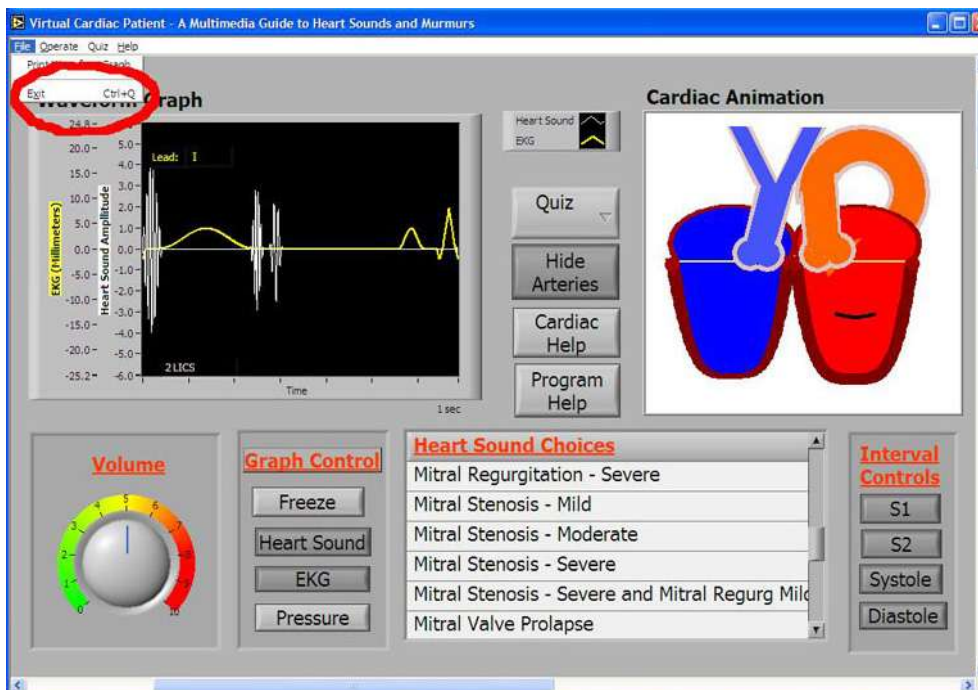 Virtual Cardiac Patient - A Multimedia Guide to Heart Sounds and Murmurs
File Operate Quiz Help
Print Graph
Exit Ctrl+Q
Waveform Graph
Cardiac Animation
Heart Sound
EKG
Lead: I
EKG (Millimeters)
24.8
20.0
15.0
10.0
5.0
0.0
-5.0
-10.0
-15.0
-20.0
-25.2
Heart Sound Amplitude
5.0
4.0
3.0
2.0
1.0
0.0
-1.0
-2.0
-3.0
-4.0
-5.0
-6.0
2LICS
Time
1 sec
Quiz
Hide
Arteries
Cardiac
Help
Program
Help
Volume
0
1
2
3
4
5
6
7
8
9
10
Graph Control
Freeze
Heart Sound
EKG
Pressure
Heart Sound Choices
Mitral Regurgitation - Severe
Mitral Stenosis - Mild
Mitral Stenosis - Moderate
Mitral Stenosis - Severe
Mitral Stenosis - Severe and Mitral Regurg Mild
Mitral Valve Prolapse
Interval
Controls
S1
S2
Systole
Diastole